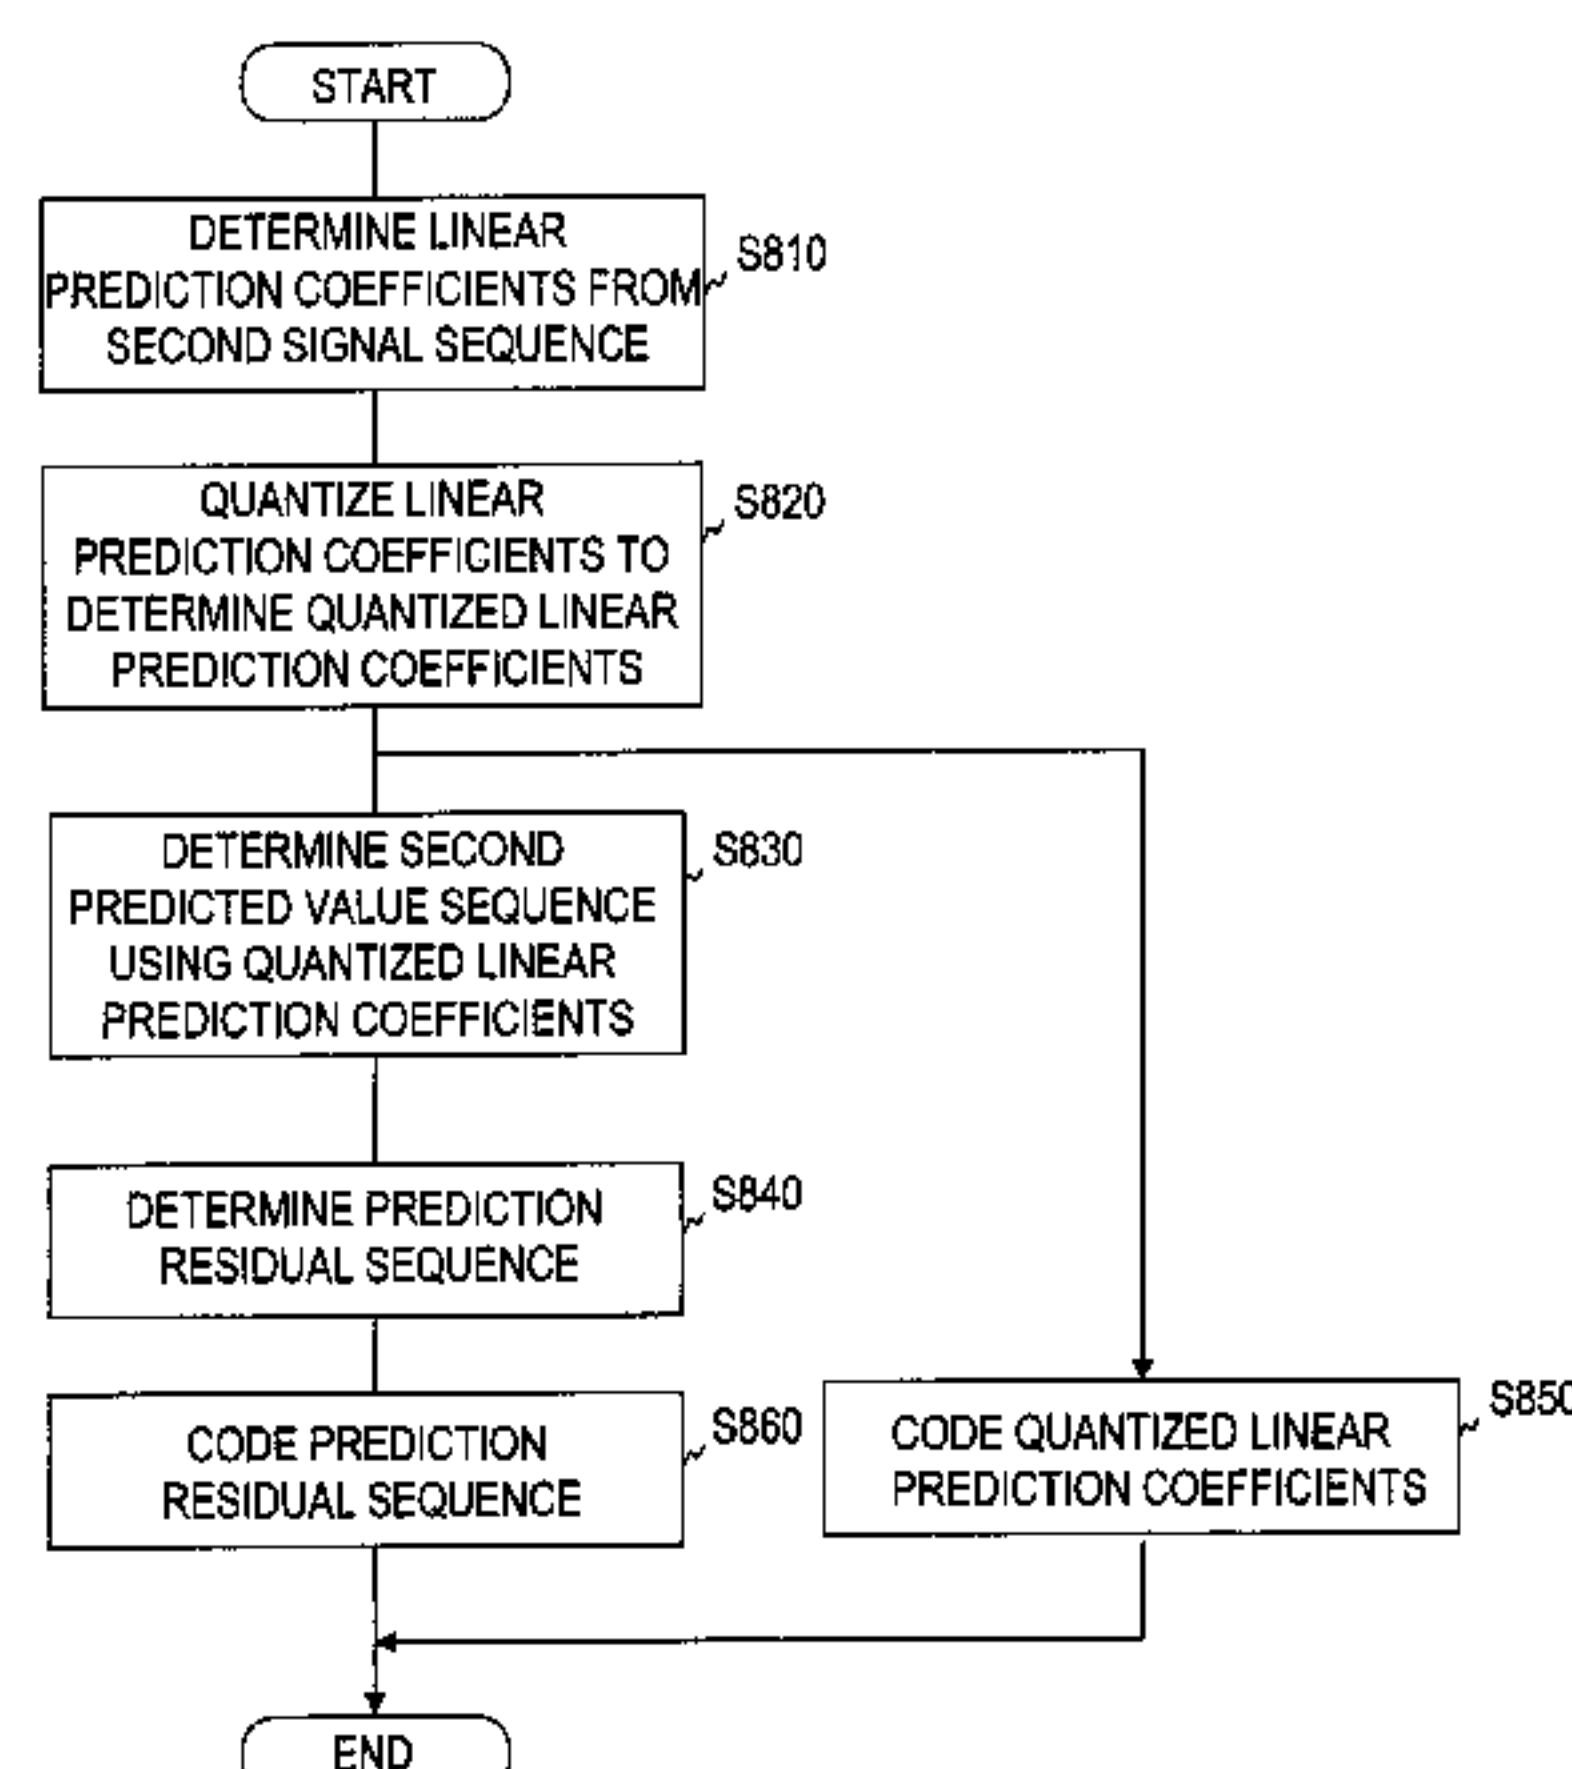 START
DETERMINE LINEAR
PREDICTION COEFFICIENTS FROM
SECOND SIGNAL SEQUENCE
S810
QUANTIZE LINEAR
PREDICTION COEFFICIENTS TO
DETERMINE QUANTIZED LINEAR
PREDICTION COEFFICIENTS
S820
DETERMINE SECOND
PREDICTED VALUE SEQUENCE
USING QUANTIZED LINEAR
PREDICTION COEFFICIENTS
S830
DETERMINE PREDICTION
RESIDUAL SEQUENCE
S840
CODE PREDICTION
RESIDUAL SEQUENCE
S860
CODE QUANTIZED LINEAR
PREDICTION COEFFICIENTS
S850
END